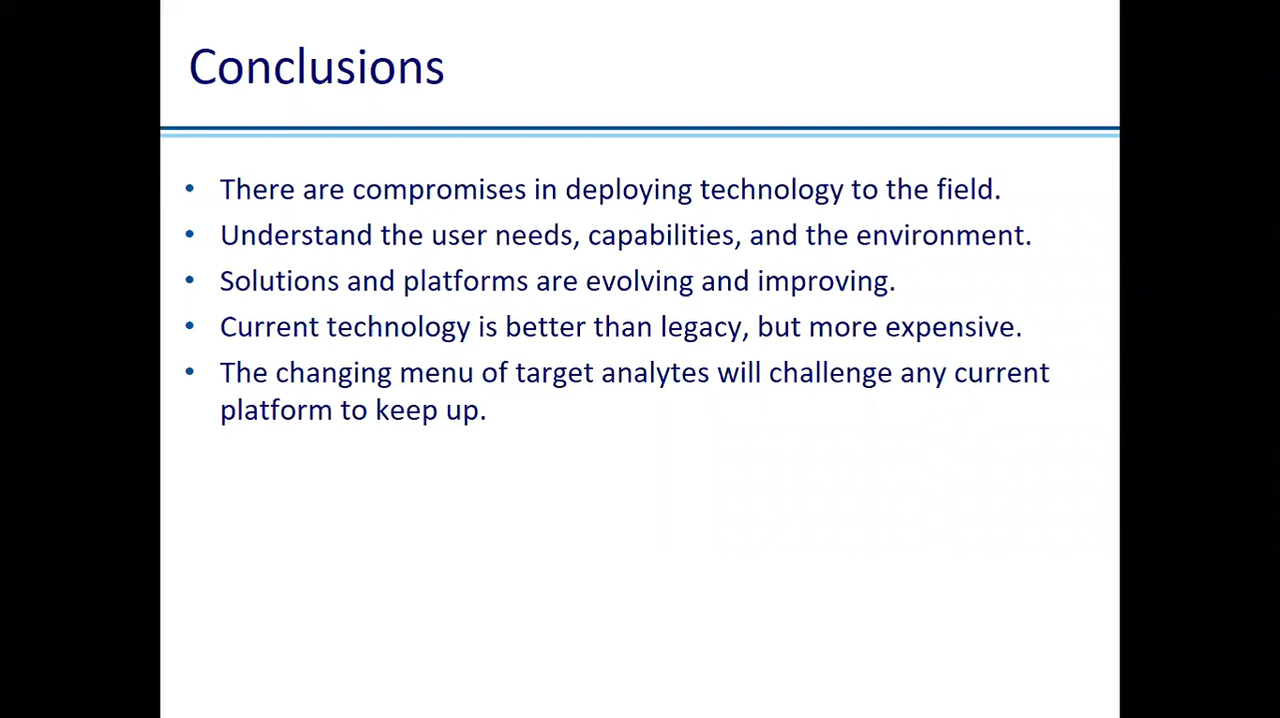 Conclusions
• There are compromises in deploying technology to the field.
• Understand the user needs, capabilities, and the environment.
• Solutions and platforms are evolving and improving.
• Current technology is better than legacy, but more expensive.
• The changing menu of target analytes will challenge any current
platform to keep up.